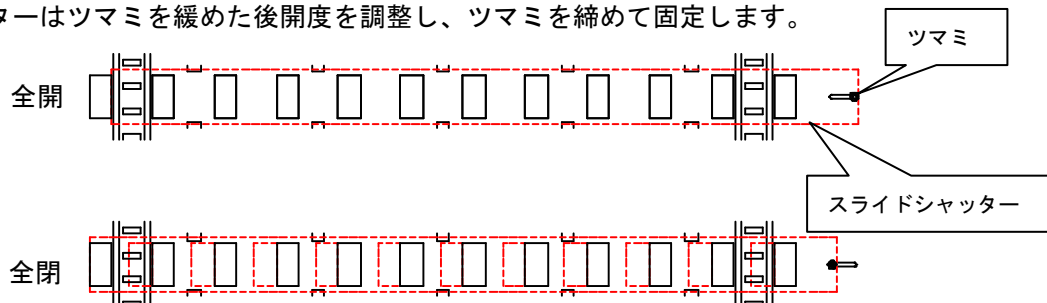 ターはツマミを緩めた後開度を調整し、ツマミを締めて固定します。
ツマミ
全開
スライドシャッター
全閉